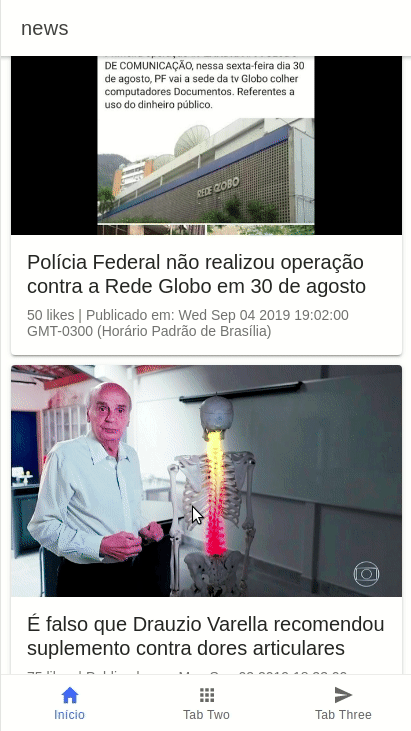 news
DE COMUNICAÇÃO, nessa sexta-feira dia 30
de agosto, PF vai a sede da tv Globo colher
computadores Documentos. Referentes a
uso do dinheiro público.
REDE GLOBO
Polícia Federal não realizou operação
contra a Rede Globo em 30 de agosto
50 likes | Publicado em: Wed Sep 04 2019 19:02:00
GMT-0300 (Horário Padrão de Brasília)
É falso que Drauzio Varella recomendou
suplemento contra dores articulares
Início
Tab Two
Tab Three